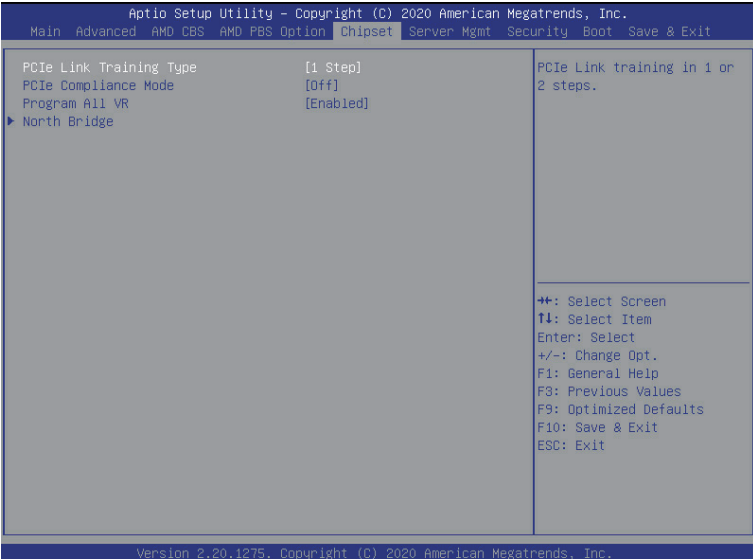 Aptio Setup Utility – Copyright (C) 2020 American Megatrends, Inc.
Main Advanced AMD CBS AMD PBS Option Chipset Server Mgmt Security Boot Save & Exit
PCIe Link Training Type [1 Step]
PCIe Compliance Mode [Off]
Program All VR [Enabled]
North Bridge
PCIe Link training in 1 or
2 steps.
→←: Select Screen
↑↓: Select Item
Enter: Select
+/-: Change Opt.
F1: General Help
F3: Previous Values
F9: Optimized Defaults
F10: Save & Exit
ESC: Exit
Version 2.20.1275. Copyright (C) 2020 American Megatrends, Inc.